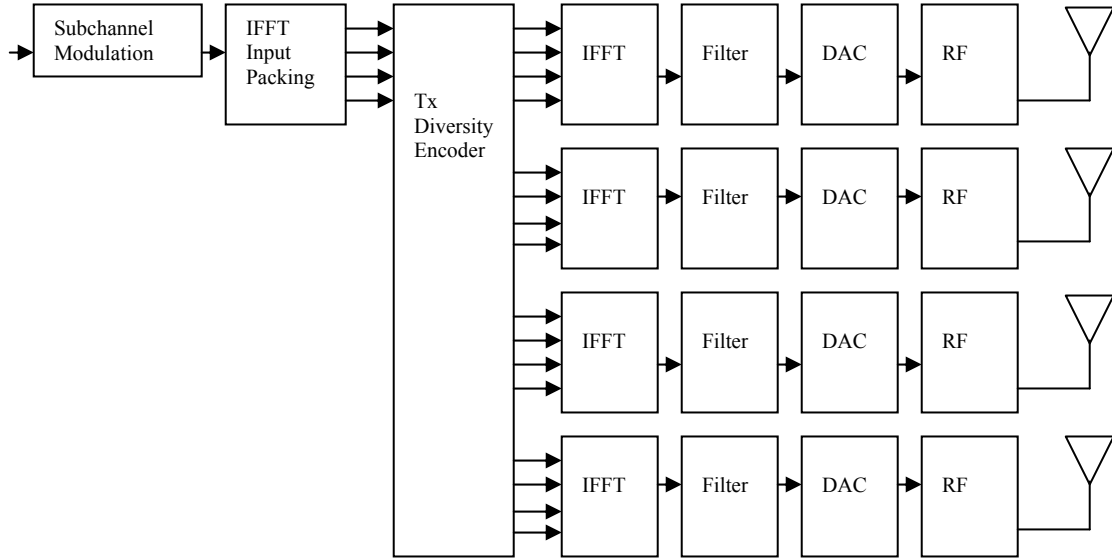 Subchannel
Modulation
IFFT
Input
Packing
Tx
Diversity
Encoder
IFFT
Filter
DAC
RF
IFFT
Filter
DAC
RF
IFFT
Filter
DAC
RF
IFFT
Filter
DAC
RF